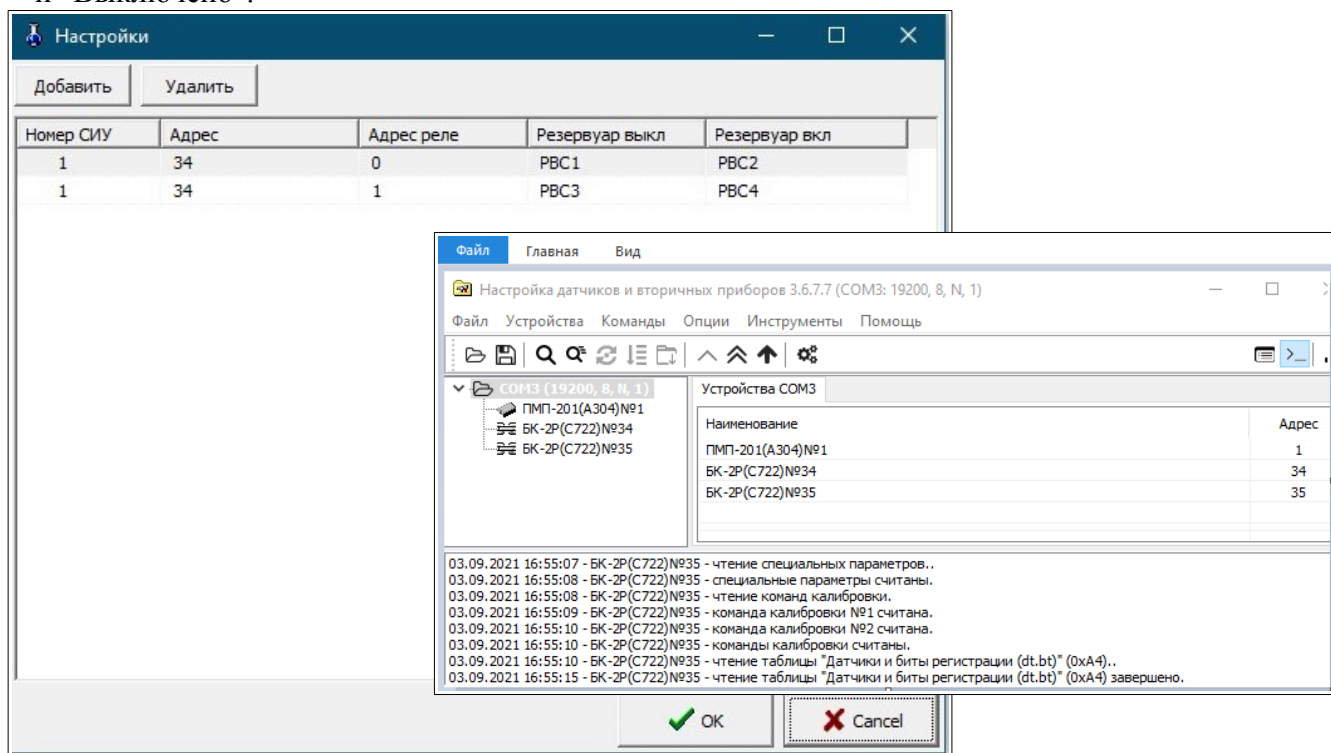 и "Выключено".
Настройки
Добавить Удалить
Номер СИУ Адрес Адрес реле Резервуар выкл Резервуар вкл
1 34 0 РВС1 РВС2
1 34 1 РВС3 РВС4
Файл Главная Вид
Настройка датчиков и вторичных приборов 3.6.7.7 (COM3: 19200, 8, N, 1)
Файл Устройства Команды Опции Инструменты Помощь
COM3 (19200, 8, N, 1)
ПМП-201(А304)№1
БК-2Р(С722)№34
БК-2Р(С722)№35
Устройства COM3
Наименование Адрес
ПМП-201(А304)№1 1
БК-2Р(С722)№34 34
БК-2Р(С722)№35 35
03.09.2021 16:55:07 - БК-2Р(С722)№35 - чтение специальных параметров..
03.09.2021 16:55:08 - БК-2Р(С722)№35 - специальные параметры считаны.
03.09.2021 16:55:08 - БК-2Р(С722)№35 - чтение команд калибровки.
03.09.2021 16:55:09 - БК-2Р(С722)№35 - команда калибровки №1 считана.
03.09.2021 16:55:10 - БК-2Р(С722)№35 - команда калибровки №2 считана.
03.09.2021 16:55:10 - БК-2Р(С722)№35 - команды калибровки считаны.
03.09.2021 16:55:10 - БК-2Р(С722)№35 - чтение таблицы "Датчики и биты регистрации (dt.bt)" (0xA4)..
03.09.2021 16:55:15 - БК-2Р(С722)№35 - чтение таблицы "Датчики и биты регистрации (dt.bt)" (0xA4) завершено.
OK Cancel